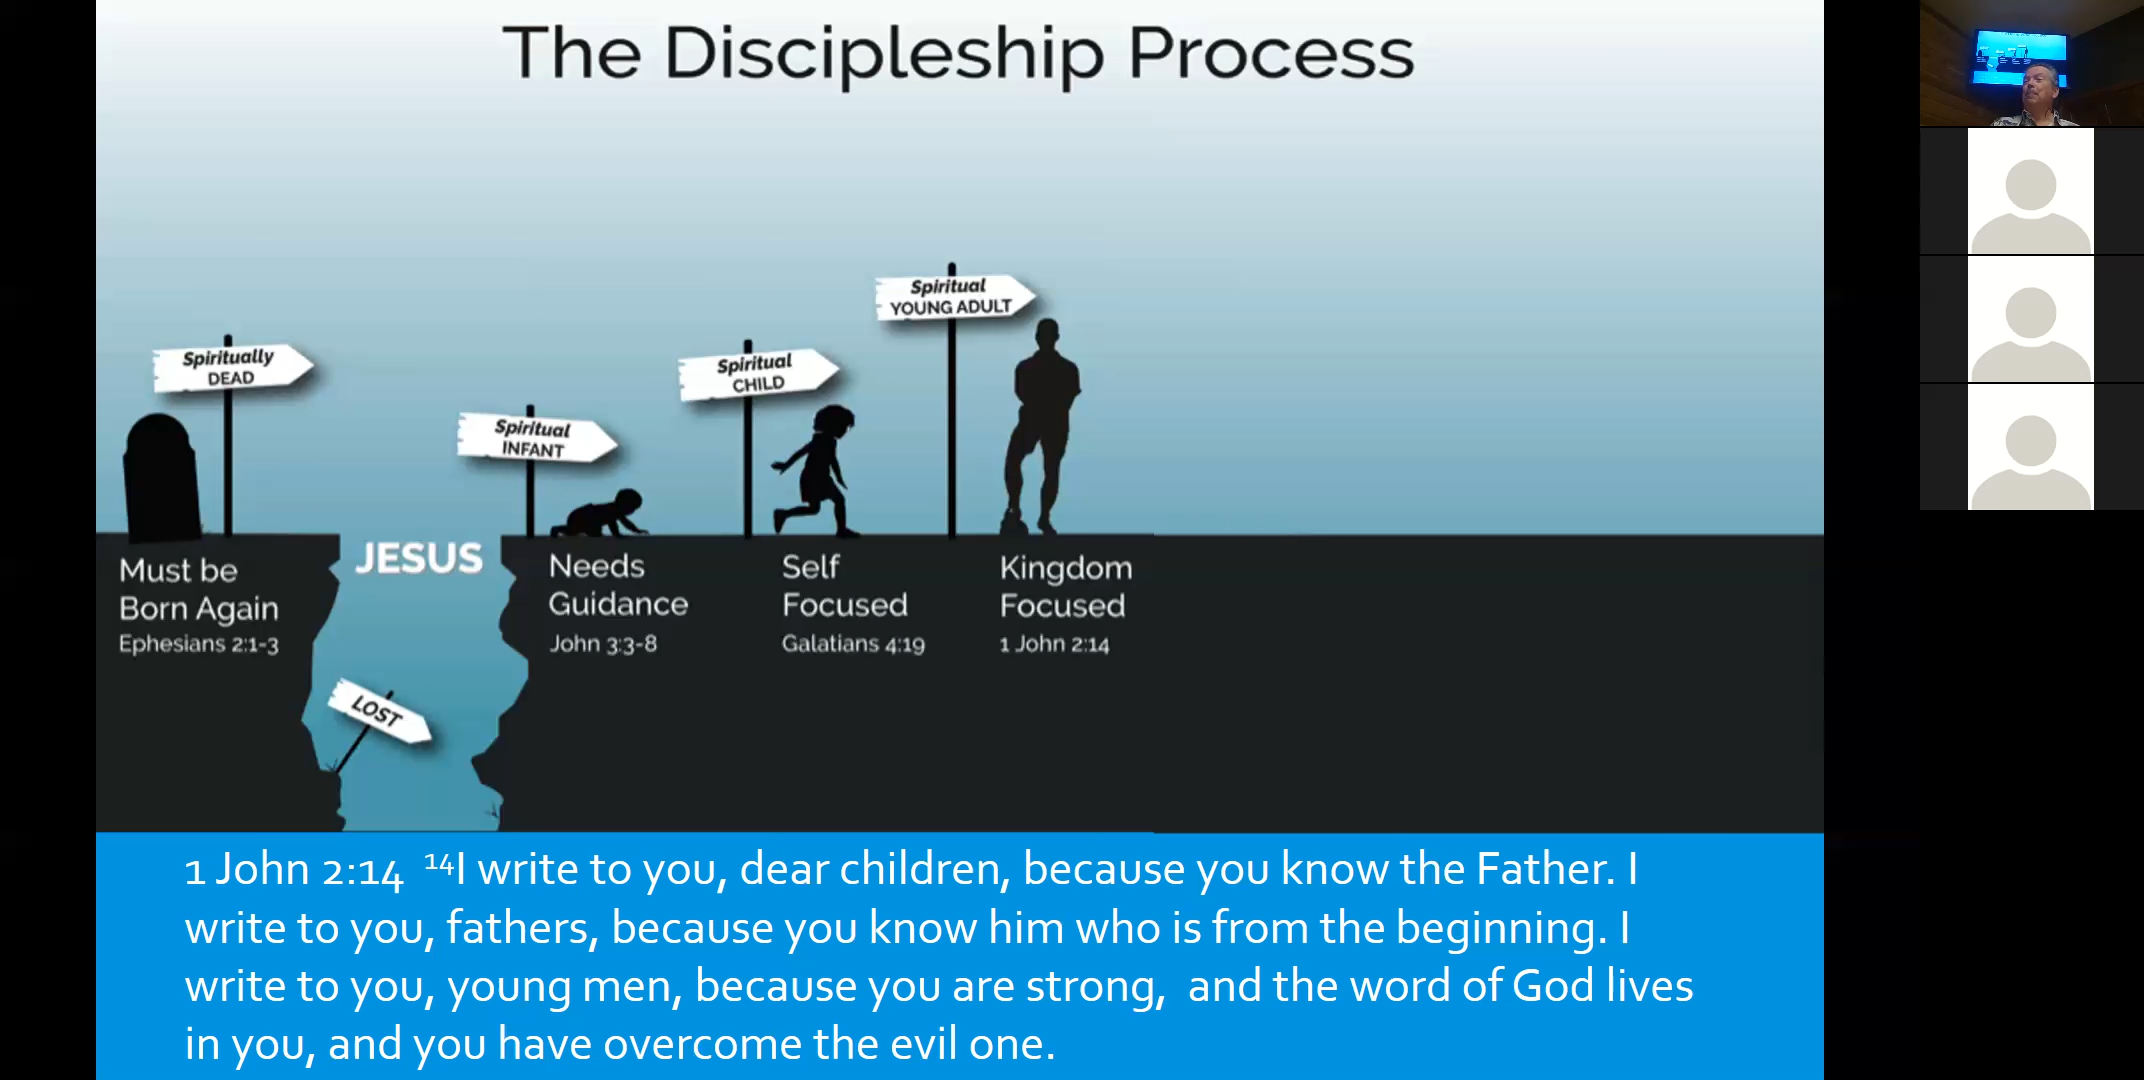 The Discipleship Process
Spiritually
DEAD
Spiritual
INFANT
Spiritual
CHILD
Spiritual
YOUNG ADULT
Must be
Born Again
Ephesians 2:1-3
JESUS
LOST
Needs
Guidance
John 3:3-8
Self
Focused
Galatians 4:19
Kingdom
Focused
1 John 2:14
1 John 2:14 ¹⁴I write to you, dear children, because you know the Father. I
write to you, fathers, because you know him who is from the beginning. I
write to you, young men, because you are strong, and the word of God lives
in you, and you have overcome the evil one.